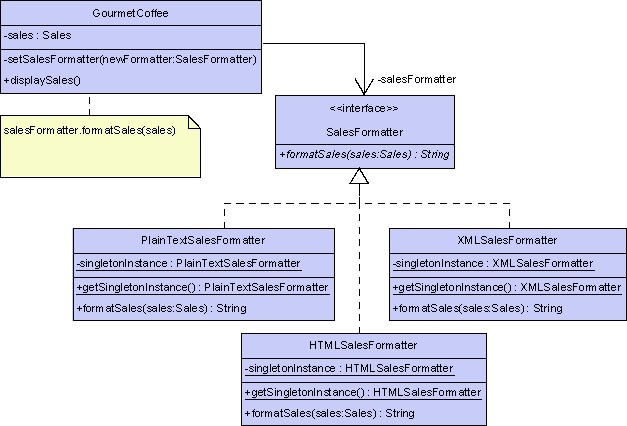 GourmetCoffee
-sales : Sales
-setSalesFormatter(newFormatter:SalesFormatter)
+displaySales()
salesFormatter.formatSales(sales)
-salesFormatter
<<interface>>
SalesFormatter
+formatSales(sales:Sales) : String
PlainTextSalesFormatter
-singletonInstance : PlainTextSalesFormatter
+getSingletonInstance() : PlainTextSalesFormatter
+formatSales(sales:Sales) : String
XMLSalesFormatter
-singletonInstance : XMLSalesFormatter
+getSingletonInstance() : XMLSalesFormatter
+formatSales(sales:Sales) : String
HTMLSalesFormatter
-singletonInstance : HTMLSalesFormatter
+getSingletonInstance() : HTMLSalesFormatter
+formatSales(sales:Sales) : String